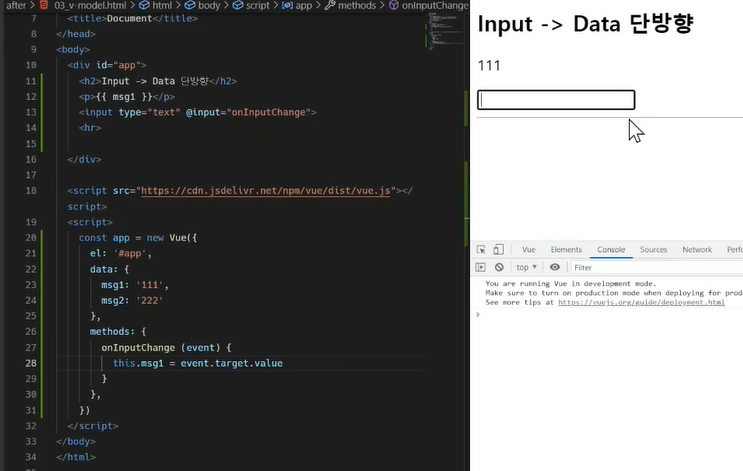 after > 03_v-model.html > html > body > script > app > methods > onInputChange
7 <title>Document</title>
8 </head>
9 <body>
10 <div id="app">
11 <h2>Input -> Data 단방향</h2>
12 <p>{{ msg1 }}</p>
13 <input type="text" @input="onInputChange">
14 <hr>
15
16 </div>
17
18 <script src="https://cdn.jsdelivr.net/npm/vue/dist/vue.js"></
script>
19 <script>
20 const app = new Vue({
21 el: '#app',
22 data: {
23 msg1: '111',
24 msg2: '222'
25 },
26 methods: {
27 onInputChange (event) {
28 this.msg1 = event.target.value
29 }
30 },
31 })
32 </script>
33 </body>
34 </html>
Input -> Data 단방향
111
Vue Elements Console Sources Network Perfo
top Filter
You are running Vue in development mode.
Make sure to turn on production mode when deploying for prod
See more tips at https://vuejs.org/guide/deployment.html